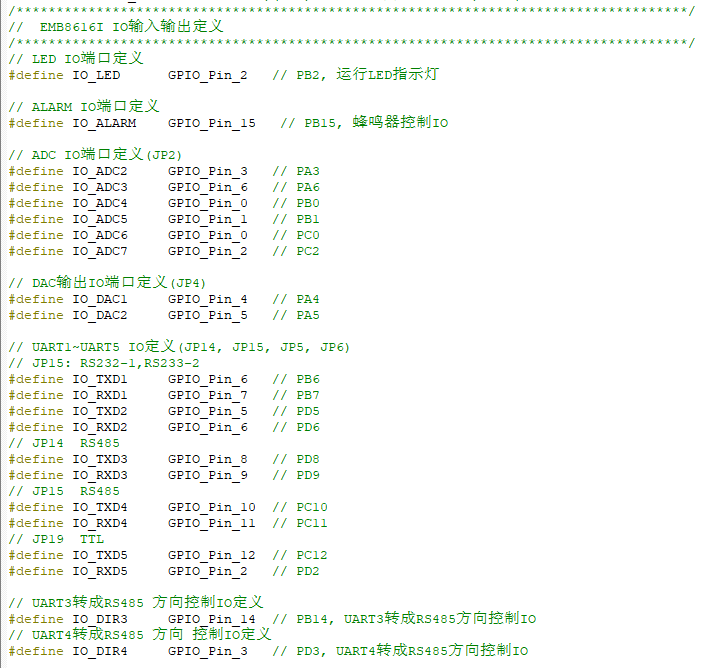 /************************************************************************************/
//  EMB8616I IO输入输出定义
/************************************************************************************/
// LED IO端口定义
#define IO_LED      GPIO_Pin_2   // PB2, 运行LED指示灯
// ALARM IO端口定义
#define IO_ALARM    GPIO_Pin_15   // PB15, 蜂鸣器控制IO
// ADC IO端口定义(JP2)
#define IO_ADC2     GPIO_Pin_3   // PA3
#define IO_ADC3     GPIO_Pin_6   // PA6
#define IO_ADC4     GPIO_Pin_0   // PB0
#define IO_ADC5     GPIO_Pin_1   // PB1
#define IO_ADC6     GPIO_Pin_0   // PC0
#define IO_ADC7     GPIO_Pin_2   // PC2
// DAC输出IO端口定义(JP4)
#define IO_DAC1     GPIO_Pin_4   // PA4
#define IO_DAC2     GPIO_Pin_5   // PA5
// UART1~UART5 IO定义(JP14, JP15, JP5, JP6)
// JP15: RS232-1,RS233-2
#define IO_TXD1     GPIO_Pin_6   // PB6
#define IO_RXD1     GPIO_Pin_7   // PB7
#define IO_TXD2     GPIO_Pin_5   // PD5
#define IO_RXD2     GPIO_Pin_6   // PD6
// JP14  RS485
#define IO_TXD3     GPIO_Pin_8   // PD8
#define IO_RXD3     GPIO_Pin_9   // PD9
// JP15  RS485
#define IO_TXD4     GPIO_Pin_10  // PC10
#define IO_RXD4     GPIO_Pin_11  // PC11
// JP19  TTL
#define IO_TXD5     GPIO_Pin_12  // PC12
#define IO_RXD5     GPIO_Pin_2   // PD2
// UART3转成RS485 方向控制IO定义
#define IO_DIR3     GPIO_Pin_14  // PB14, UART3转成RS485方向控制IO
// UART4转成RS485 方向 控制IO定义
#define IO_DIR4     GPIO_Pin_3   // PD3, UART4转成RS485方向控制IO